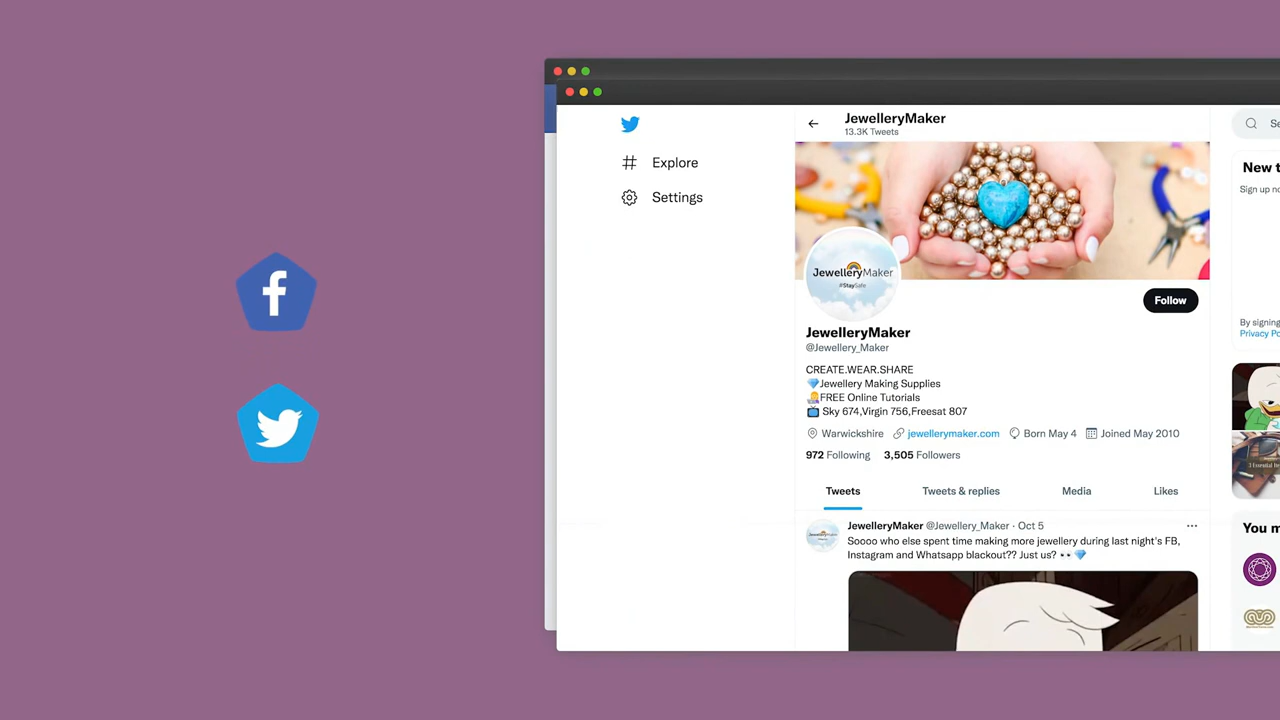 JewelleryMaker
13.3K Tweets
Explore
Settings
JewelleryMaker
#StaySafe
Follow
JewelleryMaker
@Jewellery_Maker
CREATE.WEAR.SHARE
💎Jewellery Making Supplies
FREE Online Tutorials
📺 Sky 674,Virgin 756,Freesat 807
Warwickshire jewellerymaker.com Born May 4 Joined May 2010
972 Following 3,505 Followers
Tweets Tweets & replies Media Likes
JewelleryMaker @Jewellery_Maker · Oct 5
Soooo who else spent time making more jewellery during last night's FB,
Instagram and Whatsapp blackout?? Just us? 👀💎
New t
Sign up no
By signing
Privacy Po
You m